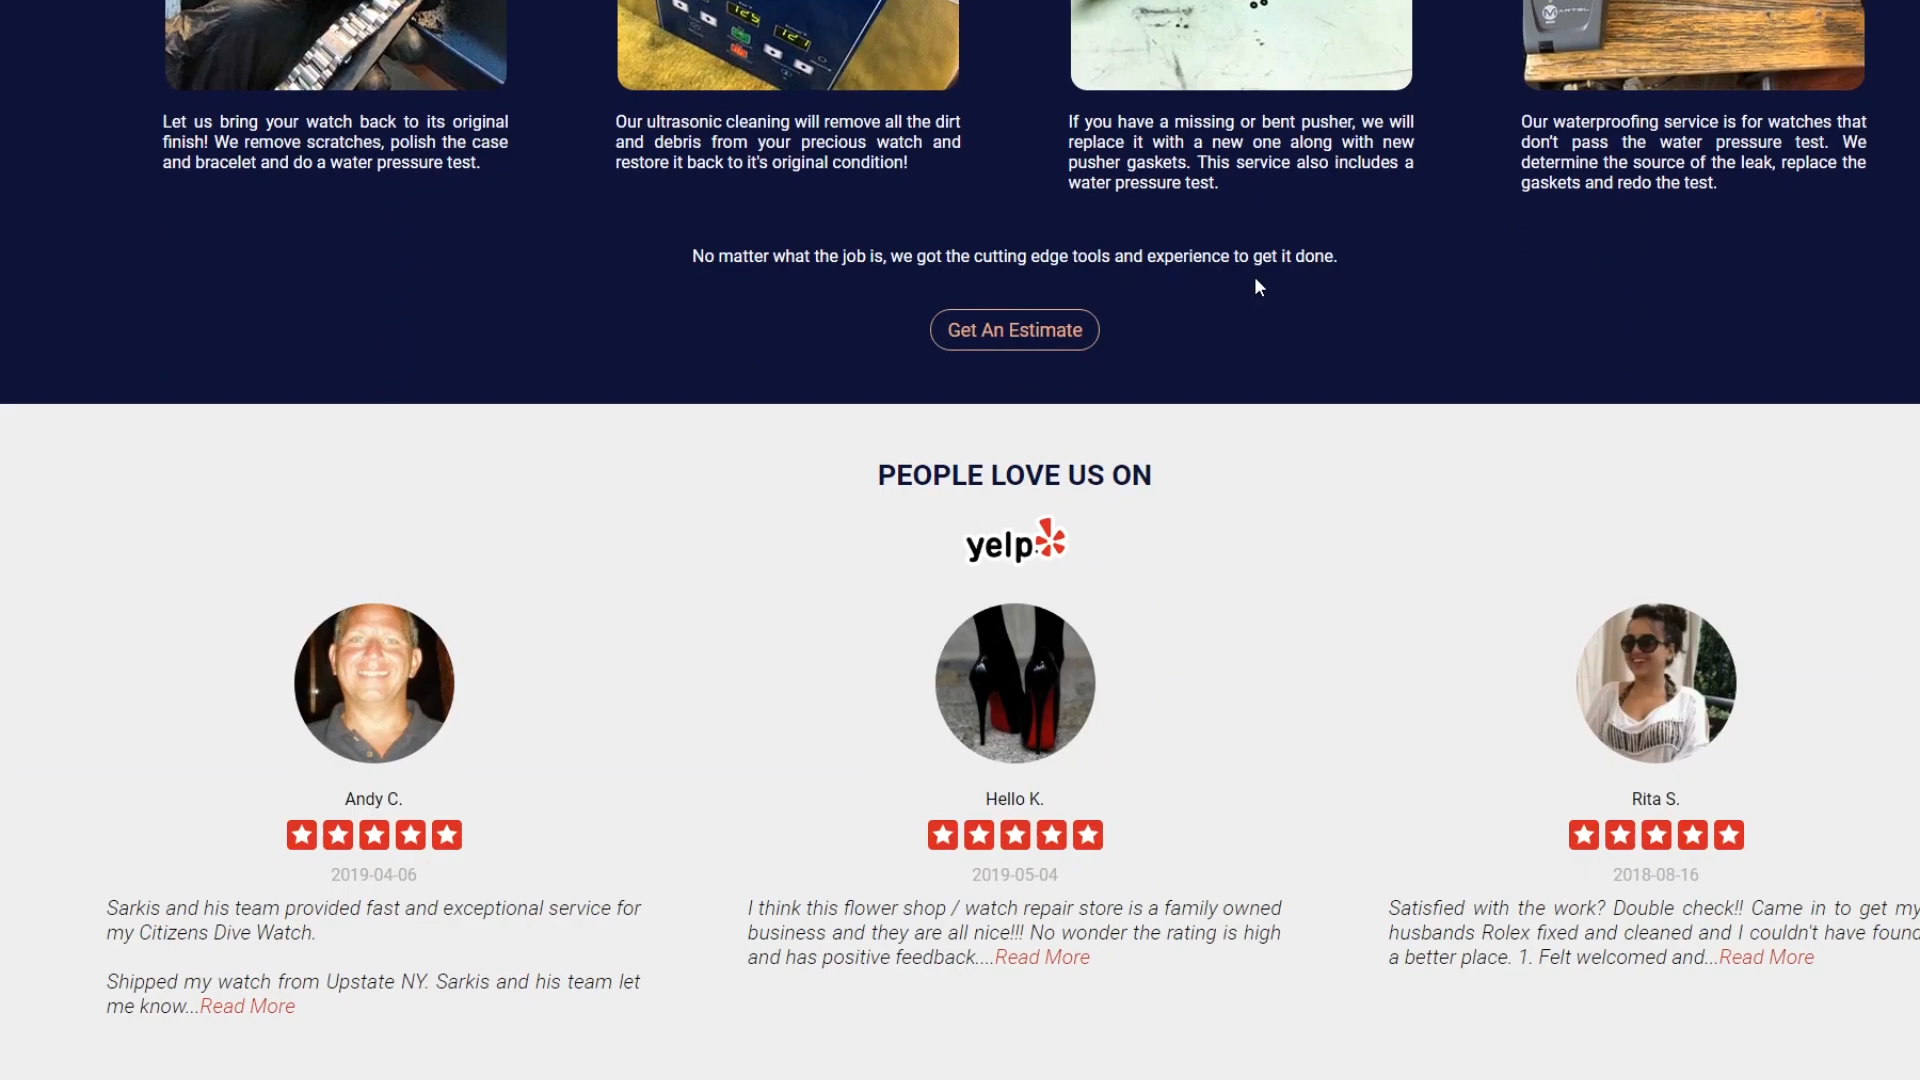 125
121
MARTEL
Let us bring your watch back to its original
finish! We remove scratches, polish the case
and bracelet and do a water pressure test.
Our ultrasonic cleaning will remove all the dirt
and debris from your precious watch and
restore it back to it's original condition!
If you have a missing or bent pusher, we will
replace it with a new one along with new
pusher gaskets. This service also includes a
water pressure test.
Our waterproofing service is for watches that
don’t pass the water pressure test. We
determine the source of the leak, replace the
gaskets and redo the test.
No matter what the job is, we got the cutting edge tools and experience to get it done.
Get An Estimate
PEOPLE LOVE US ON
yelp
Andy C.
2019-04-06
Sarkis and his team provided fast and exceptional service for
my Citizens Dive Watch.
Shipped my watch from Upstate NY. Sarkis and his team let
me know...Read More
Hello K.
2019-05-04
I think this flower shop / watch repair store is a family owned
business and they are all nice!!! No wonder the rating is high
and has positive feedback....Read More
Rita S.
2018-08-16
Satisfied with the work? Double check!! Came in to get my
husbands Rolex fixed and cleaned and I couldn't have found
a better place. 1. Felt welcomed and...Read More